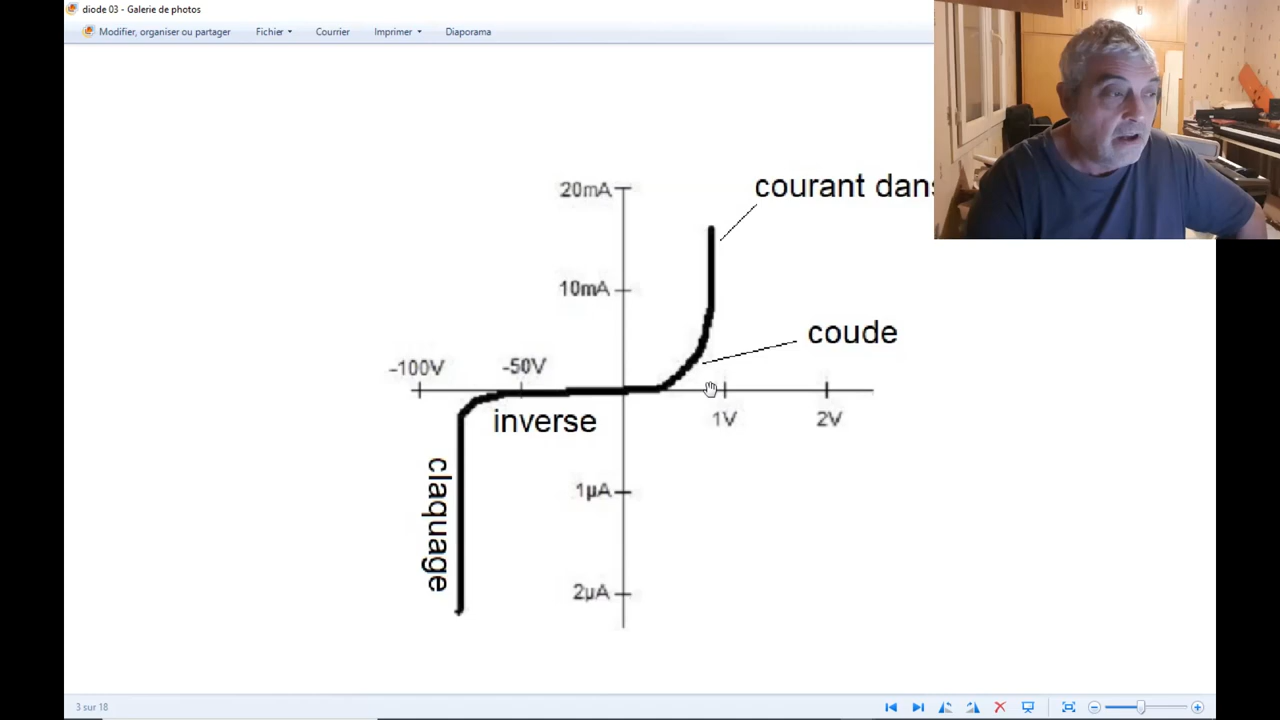 diode 03 - Galerie de photos
Modifier, organiser ou partager Fichier Courrier Imprimer Diaporama
20mA
courant dans
10mA
coude
-100V -50V
inverse
1V 2V
claquage
1µA
2µA
3 sur 18